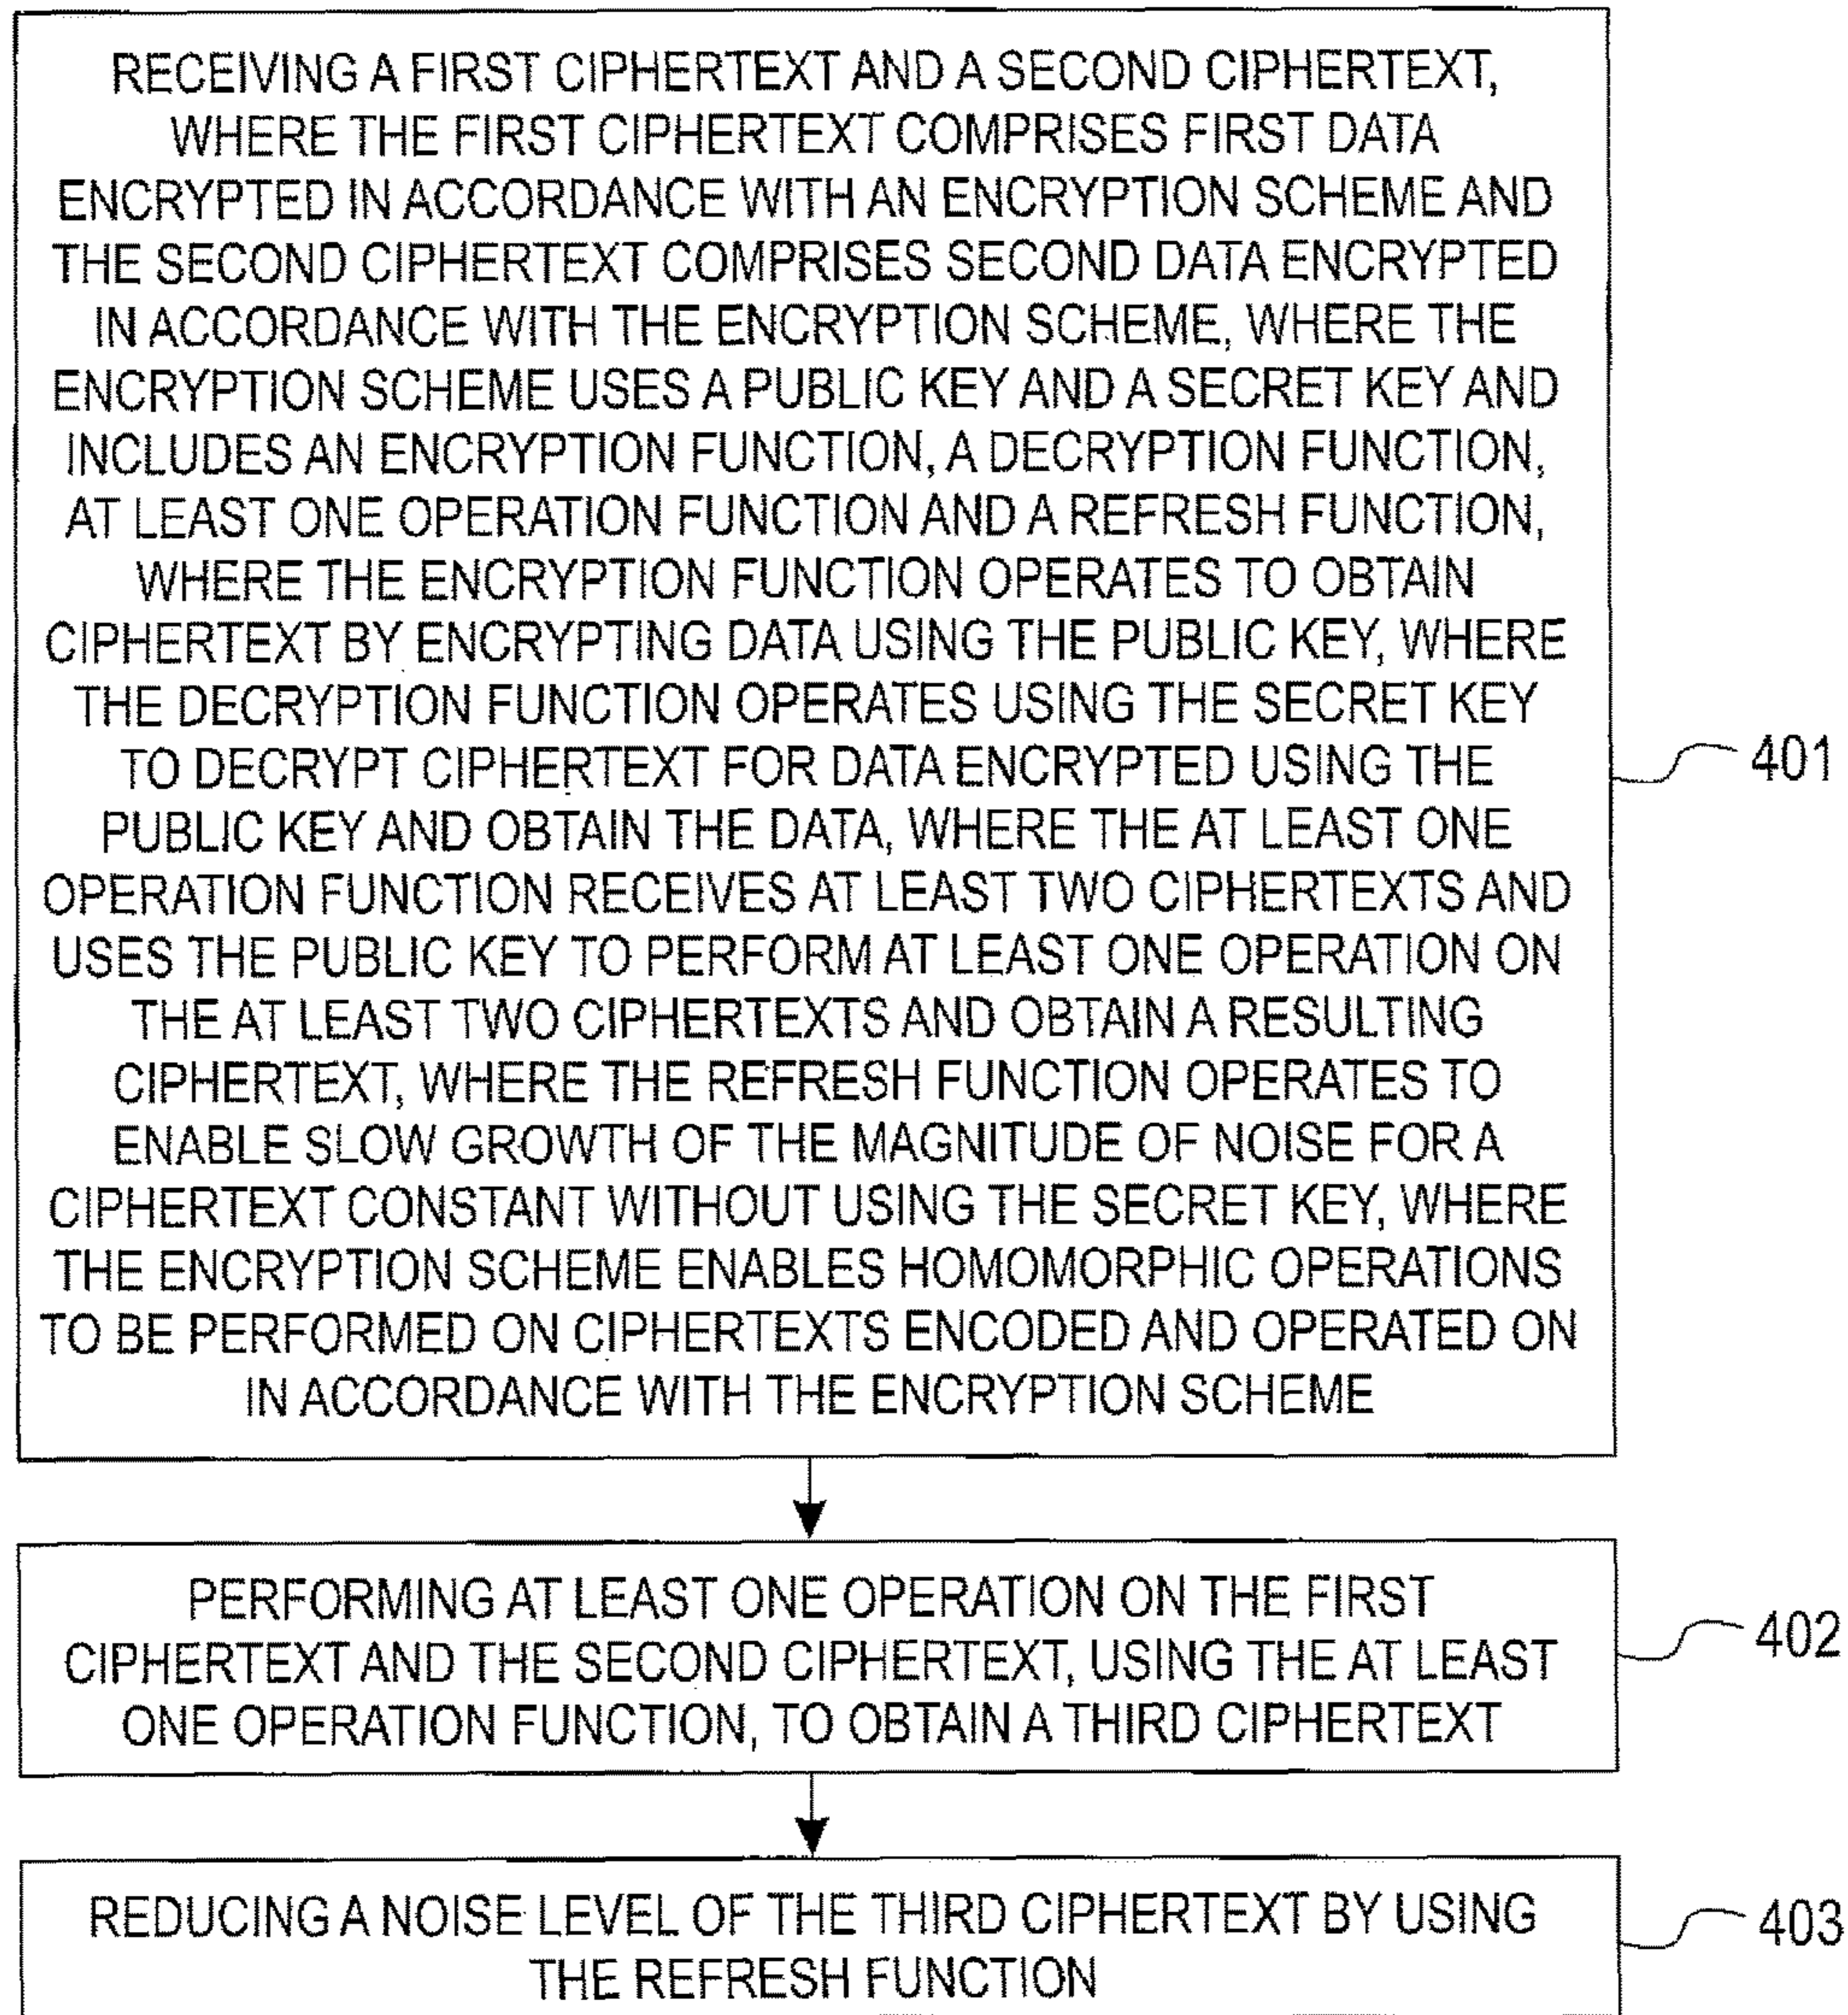 RECEIVING A FIRST CIPHERTEXT AND A SECOND CIPHERTEXT,
WHERE THE FIRST CIPHERTEXT COMPRISES FIRST DATA
ENCRYPTED IN ACCORDANCE WITH AN ENCRYPTION SCHEME AND
THE SECOND CIPHERTEXT COMPRISES SECOND DATA ENCRYPTED
IN ACCORDANCE WITH THE ENCRYPTION SCHEME, WHERE THE
ENCRYPTION SCHEME USES A PUBLIC KEY AND A SECRET KEY AND
INCLUDES AN ENCRYPTION FUNCTION, A DECRYPTION FUNCTION,
AT LEAST ONE OPERATION FUNCTION AND A REFRESH FUNCTION,
WHERE THE ENCRYPTION FUNCTION OPERATES TO OBTAIN
CIPHERTEXT BY ENCRYPTING DATA USING THE PUBLIC KEY, WHERE
THE DECRYPTION FUNCTION OPERATES USING THE SECRET KEY
TO DECRYPT CIPHERTEXT FOR DATA ENCRYPTED USING THE
PUBLIC KEY AND OBTAIN THE DATA, WHERE THE AT LEAST ONE
OPERATION FUNCTION RECEIVES AT LEAST TWO CIPHERTEXTS AND
USES THE PUBLIC KEY TO PERFORM AT LEAST ONE OPERATION ON
THE AT LEAST TWO CIPHERTEXTS AND OBTAIN A RESULTING
CIPHERTEXT, WHERE THE REFRESH FUNCTION OPERATES TO
ENABLE SLOW GROWTH OF THE MAGNITUDE OF NOISE FOR A
CIPHERTEXT CONSTANT WITHOUT USING THE SECRET KEY, WHERE
THE ENCRYPTION SCHEME ENABLES HOMOMORPHIC OPERATIONS
TO BE PERFORMED ON CIPHERTEXTS ENCODED AND OPERATED ON
IN ACCORDANCE WITH THE ENCRYPTION SCHEME
401
PERFORMING AT LEAST ONE OPERATION ON THE FIRST
CIPHERTEXT AND THE SECOND CIPHERTEXT, USING THE AT LEAST
ONE OPERATION FUNCTION, TO OBTAIN A THIRD CIPHERTEXT
402
REDUCING A NOISE LEVEL OF THE THIRD CIPHERTEXT BY USING
THE REFRESH FUNCTION
403